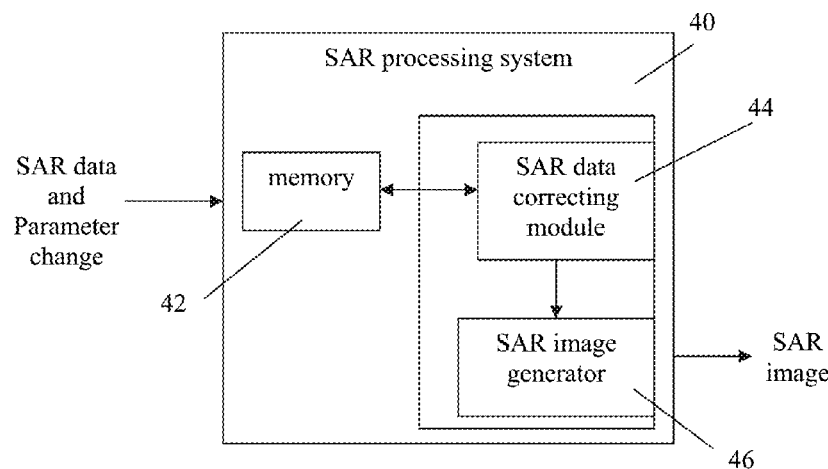 40
SAR processing system
44
SAR data
and
Parameter
change
memory
SAR data
correcting
module
42
SAR image
generator
SAR
image
46